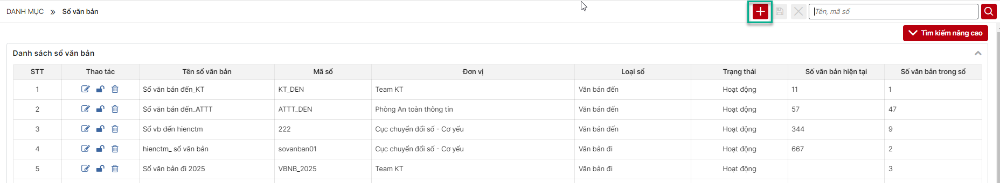 DANH MỤC » Sổ văn bản
Tên, mã sổ
Tìm kiếm nâng cao
Danh sách sổ văn bản
STT Thao tác Tên sổ văn bản Mã sổ Đơn vị Loại sổ Trạng thái Số văn bản hiện tại Số văn bản trong sổ
1 Sổ văn bản đến_KT KT_DEN Team KT Văn bản đến Hoạt động 11 1
2 Sổ văn bản đến_ATTT ATTT_DEN Phòng An toàn thông tin Văn bản đến Hoạt động 57 47
3 Sổ vb đến hienctm 222 Cục chuyển đổi số - Cơ yếu Văn bản đến Hoạt động 344 9
4 hienctm_ sổ văn bản sovanban01 Cục chuyển đổi số - Cơ yếu Văn bản đi Hoạt động 667 2
5 Sổ văn bản đi 2025 VBNB_2025 Team KT Văn bản đi Hoạt động 3